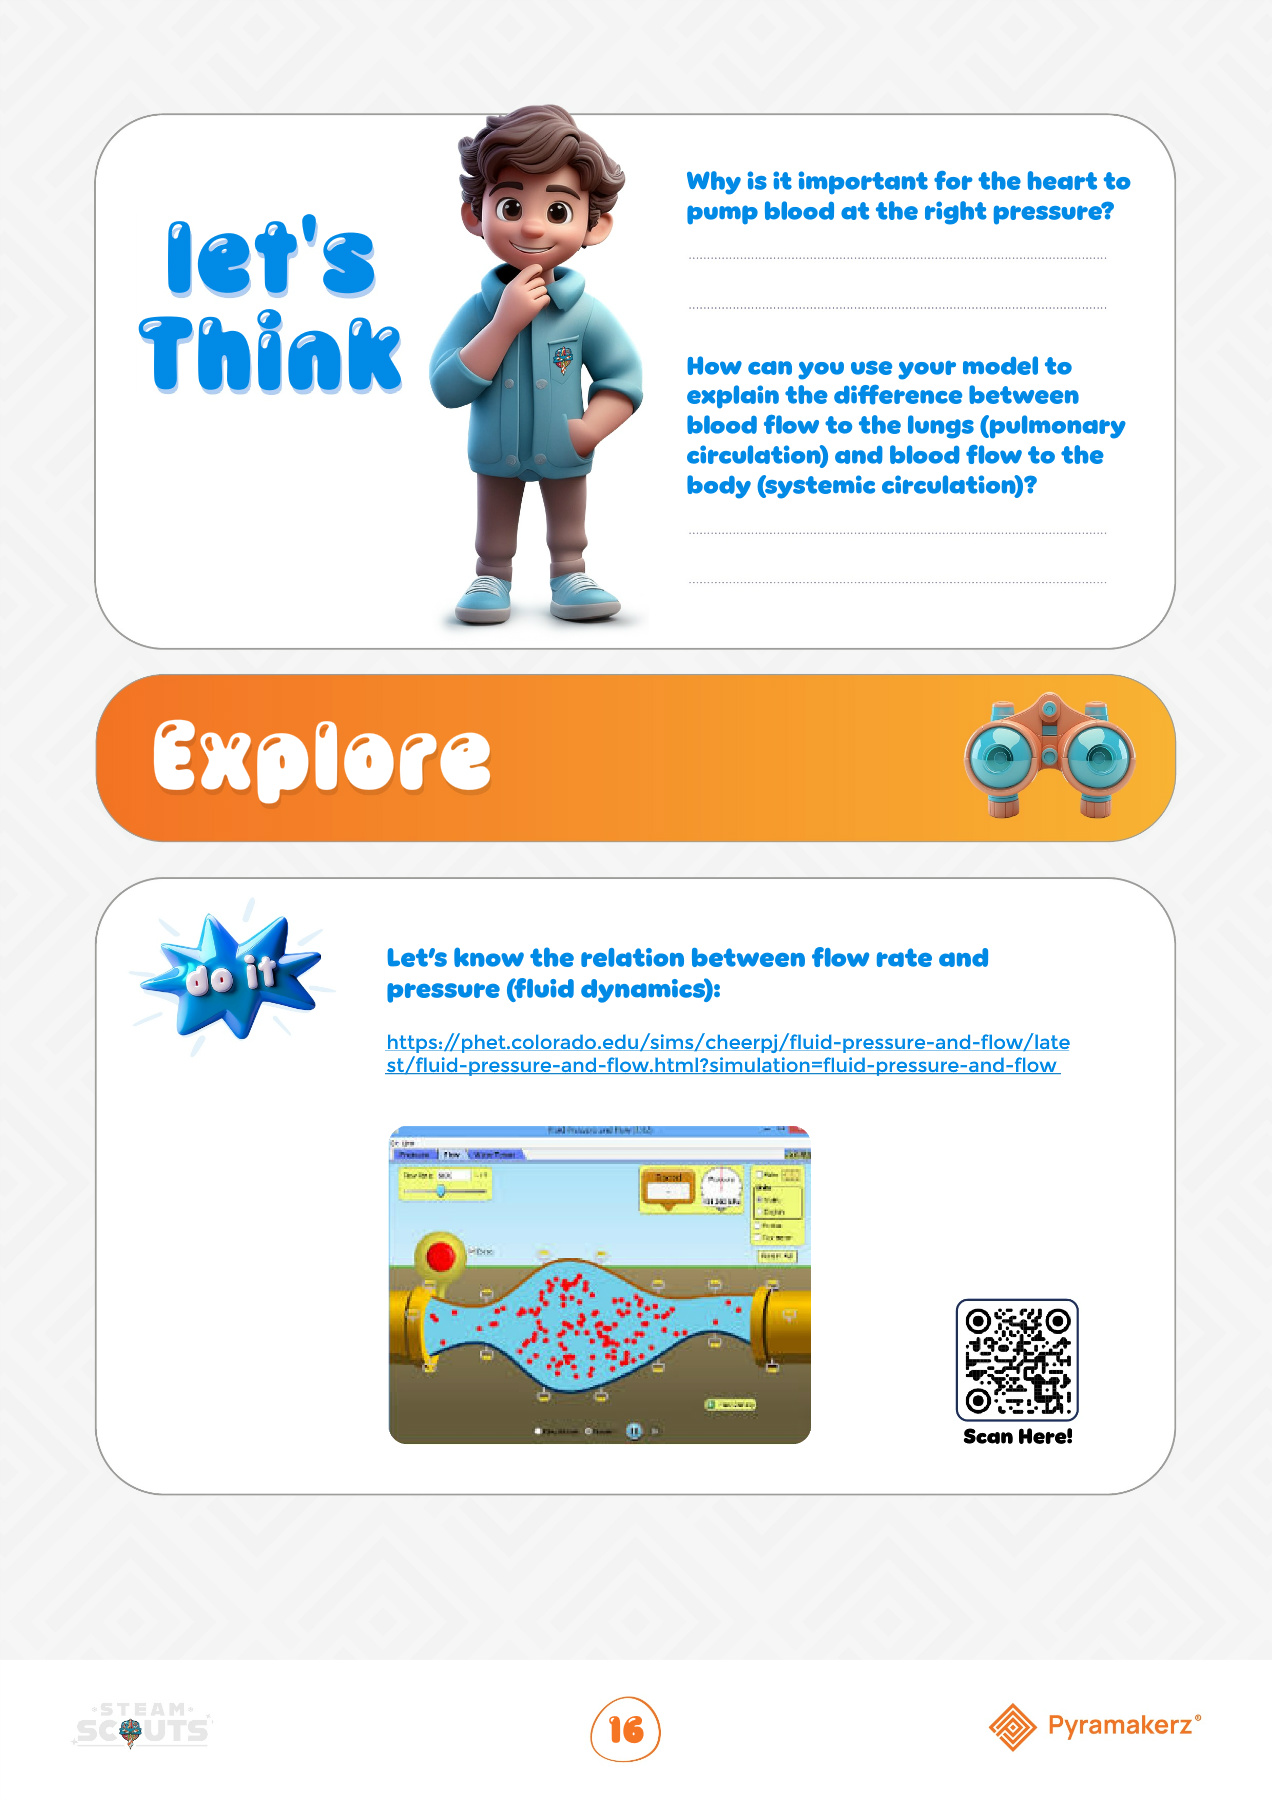 let's
Think
Why is it important for the heart to
pump blood at the right pressure?
How can you use your model to
explain the difference between
blood flow to the lungs (pulmonary
circulation) and blood flow to the
body (systemic circulation)?
Explore
do it
Let's know the relation between flow rate and
pressure (fluid dynamics):
https://phet.colorado.edu/sims/cheerpj/fluid-pressure-and-flow/late
st/fluid-pressure-and-flow.html?simulation=fluid-pressure-and-flow
Pressure Flow Water Tower
Scan Here!
STEAM
SCOUTS
16
Pyramakerz®